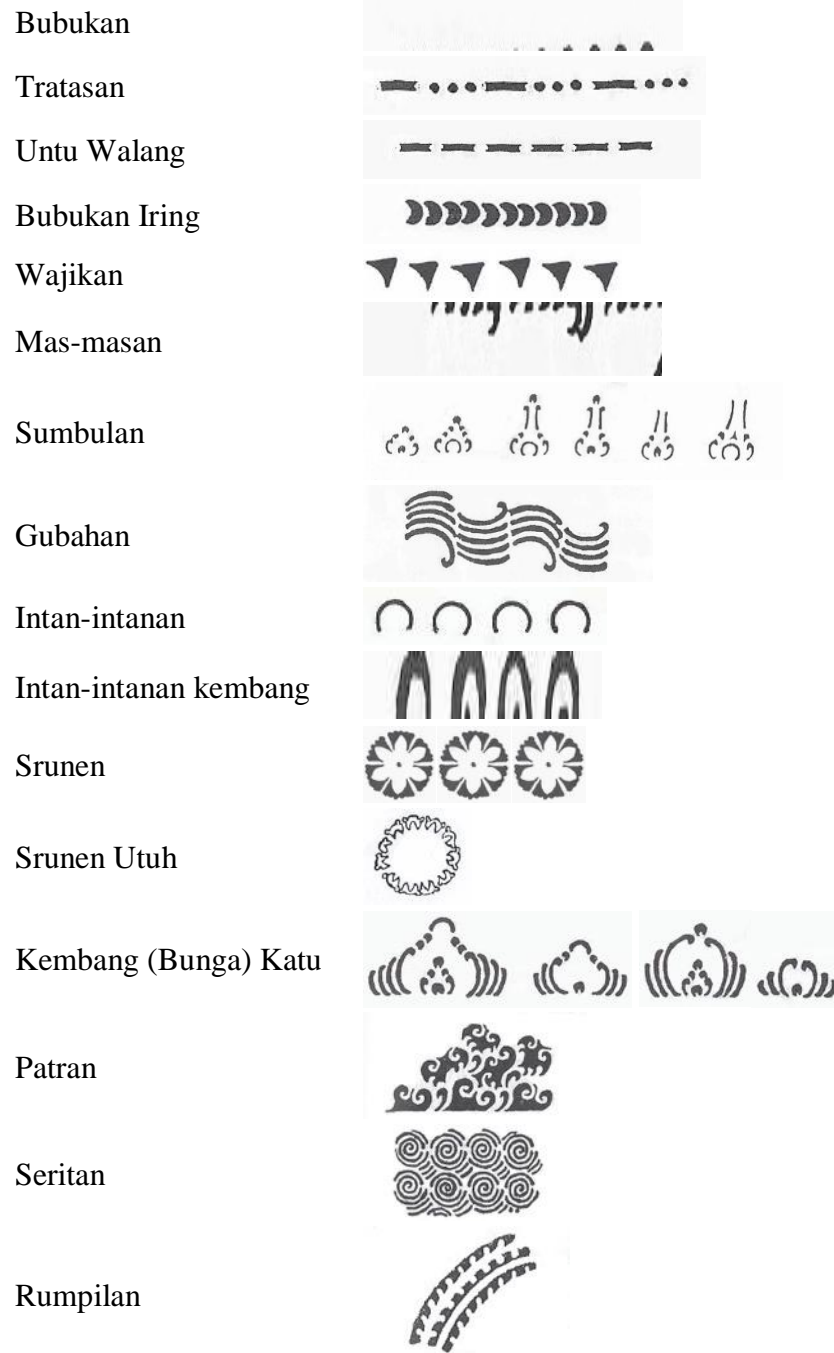 Bubukan
Tratasan
Untu Walang
Bubukan Iring
Wajikan
Mas-masan
Sumbulan
Gubahan
Intan-intanan
Intan-intanan kembang
Srunen
Srunen Utuh
Kembang (Bunga) Katu
Patran
Seritan
Rumpilan